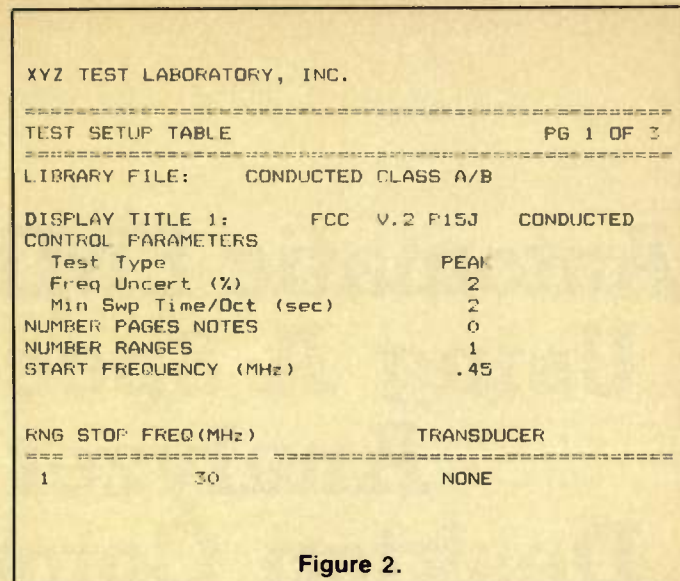 XYZ TEST LABORATORY, INC.
================================================
TEST SETUP TABLE PG 1 OF 3
================================================
LIBRARY FILE: CONDUCTED CLASS A/B
DISPLAY TITLE 1: FCC V.2 P15J CONDUCTED
CONTROL PARAMETERS
Test Type PEAK
Freq Uncert (%) 2
Min Swp Time/Oct (sec) 2
NUMBER PAGES NOTES 0
NUMBER RANGES 1
START FREQUENCY (MHz) .45
RNG STOP FREQ(MHz) TRANSDUCER
=== ============== ==============================
1 30 NONE
Figure 2.